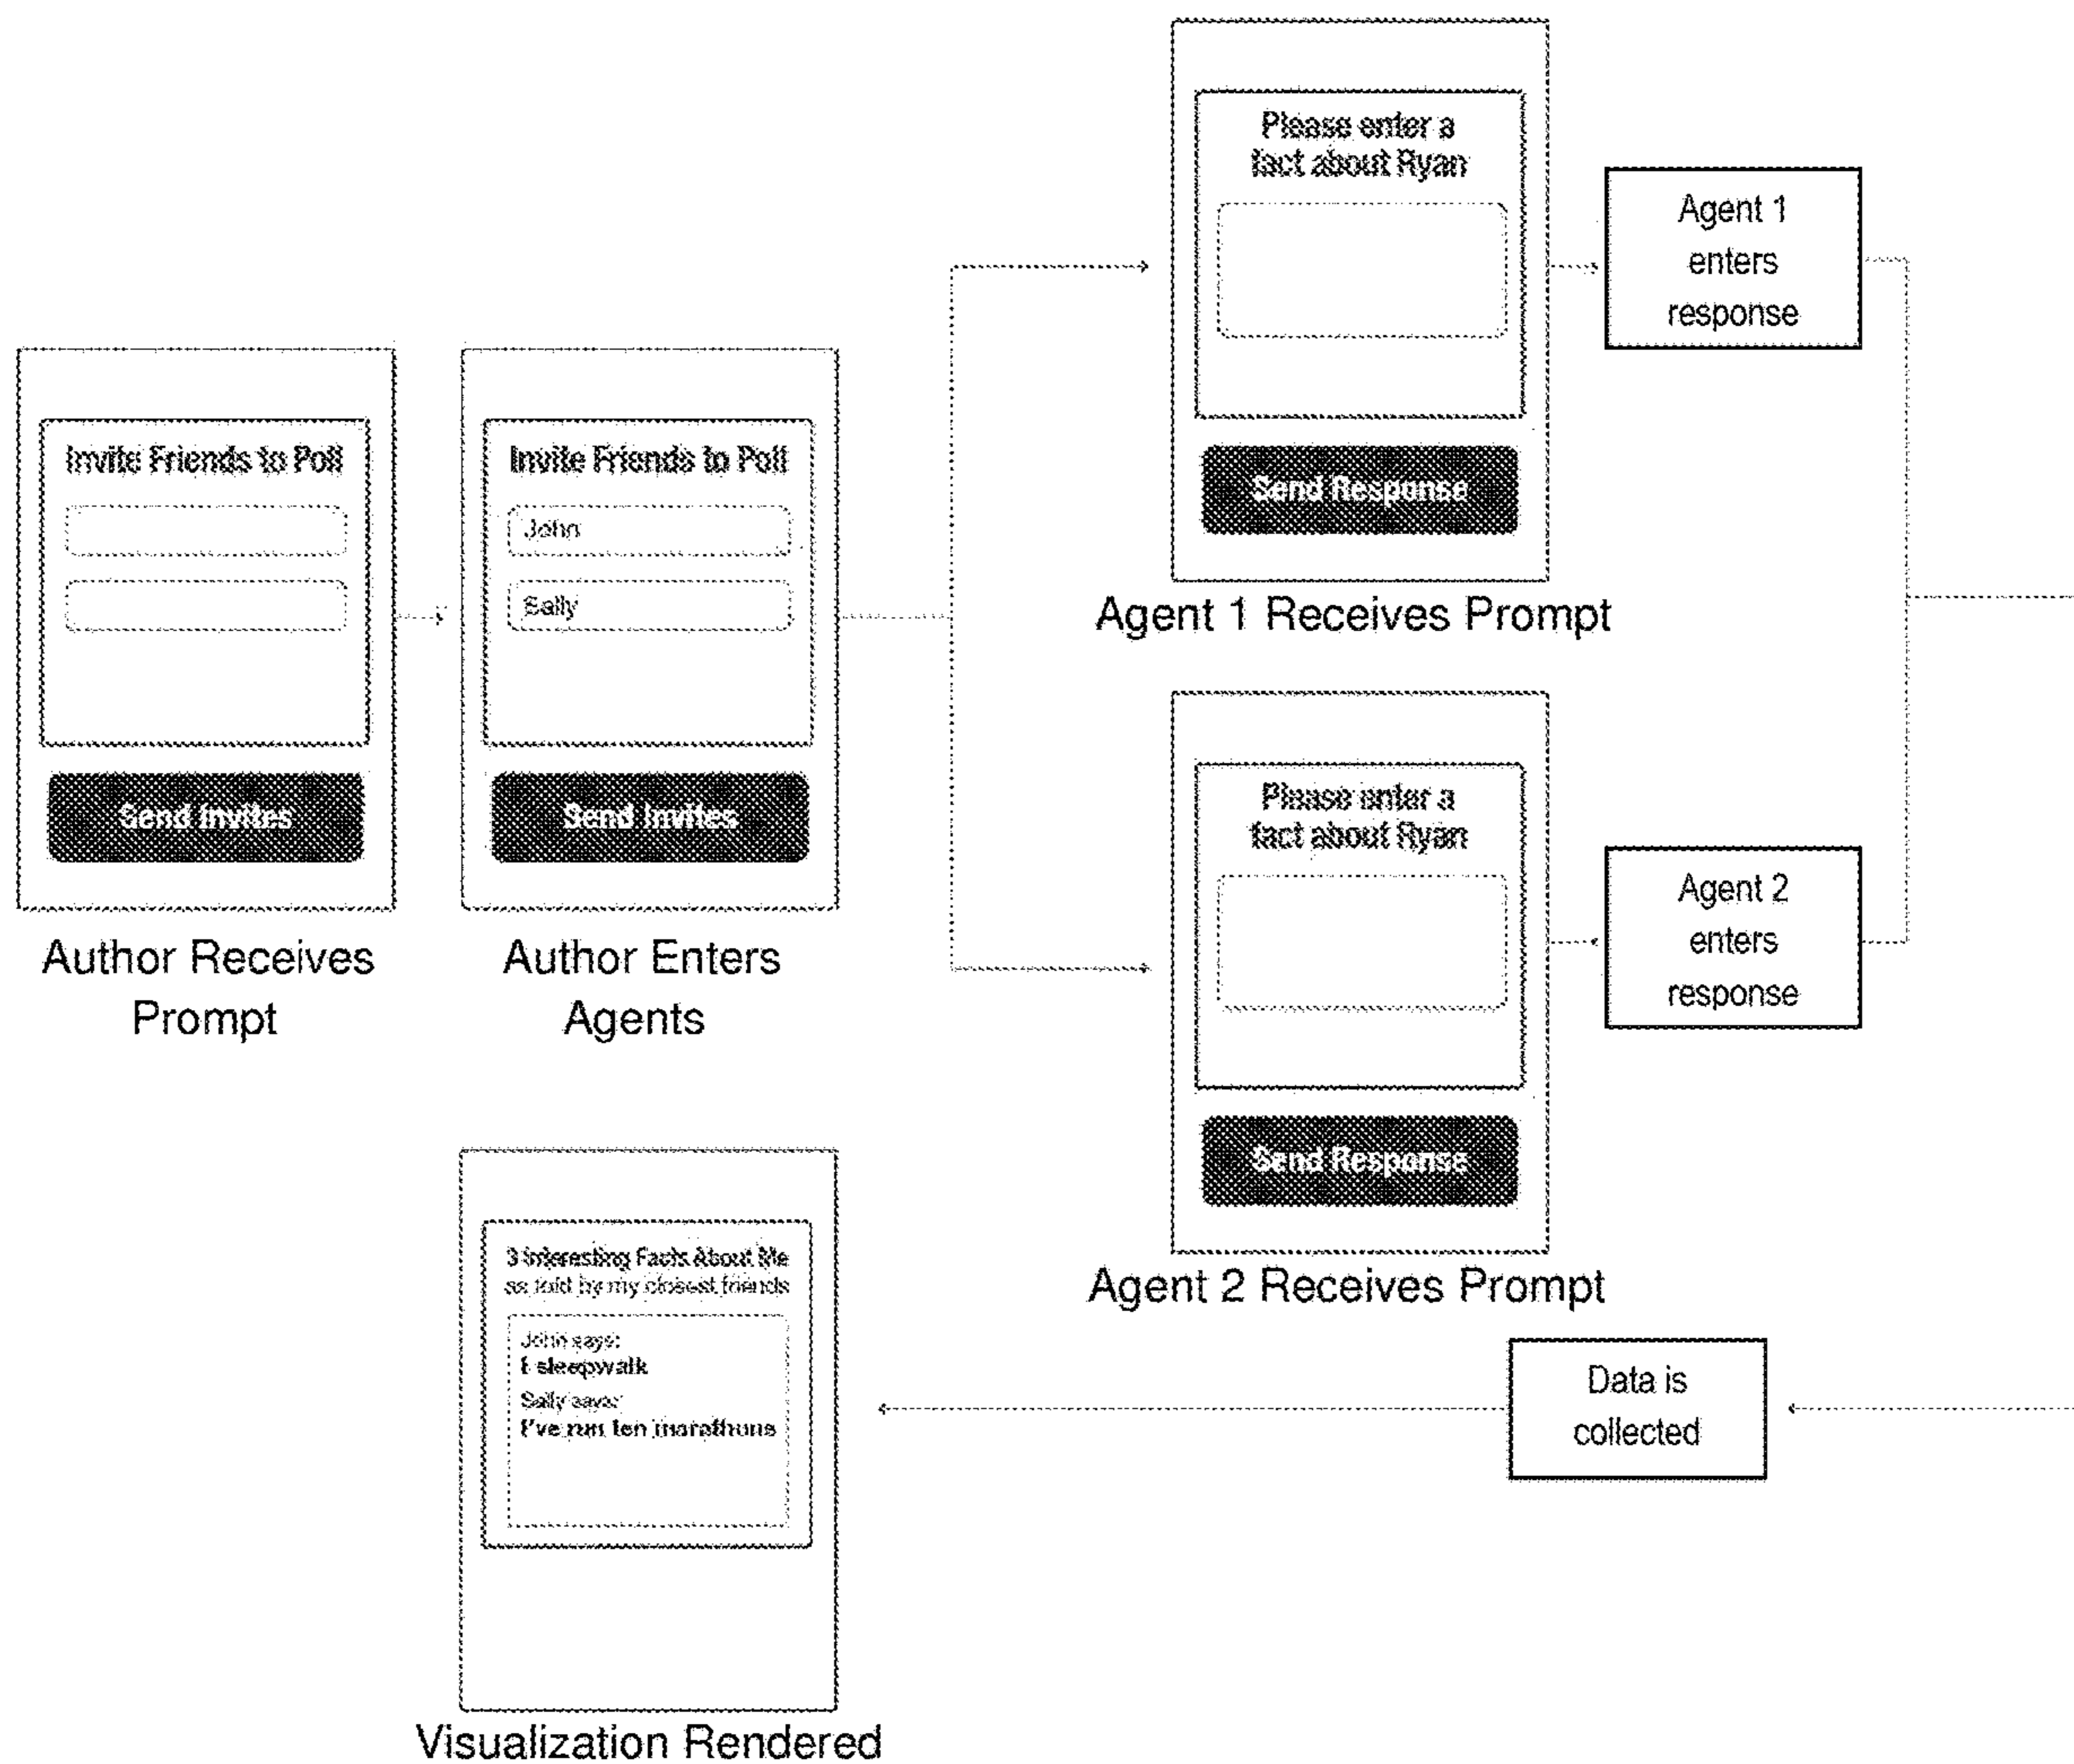 Invite Friends to Poll
Send Invites
Author Receives
Prompt
Invite Friends to Poll
John
Sally
Send Invites
Author Enters
Agents
Please enter a
fact about Ryan
Send Response
Agent 1 Receives Prompt
Agent 1
enters
response
Please enter a
fact about Ryan
Send Response
Agent 2 Receives Prompt
Agent 2
enters
response
Data is
collected
3 Interesting Facts About Me
as told by my closest friends
John says:
I sleepwalk
Sally says:
I've run ten marathons
Visualization Rendered